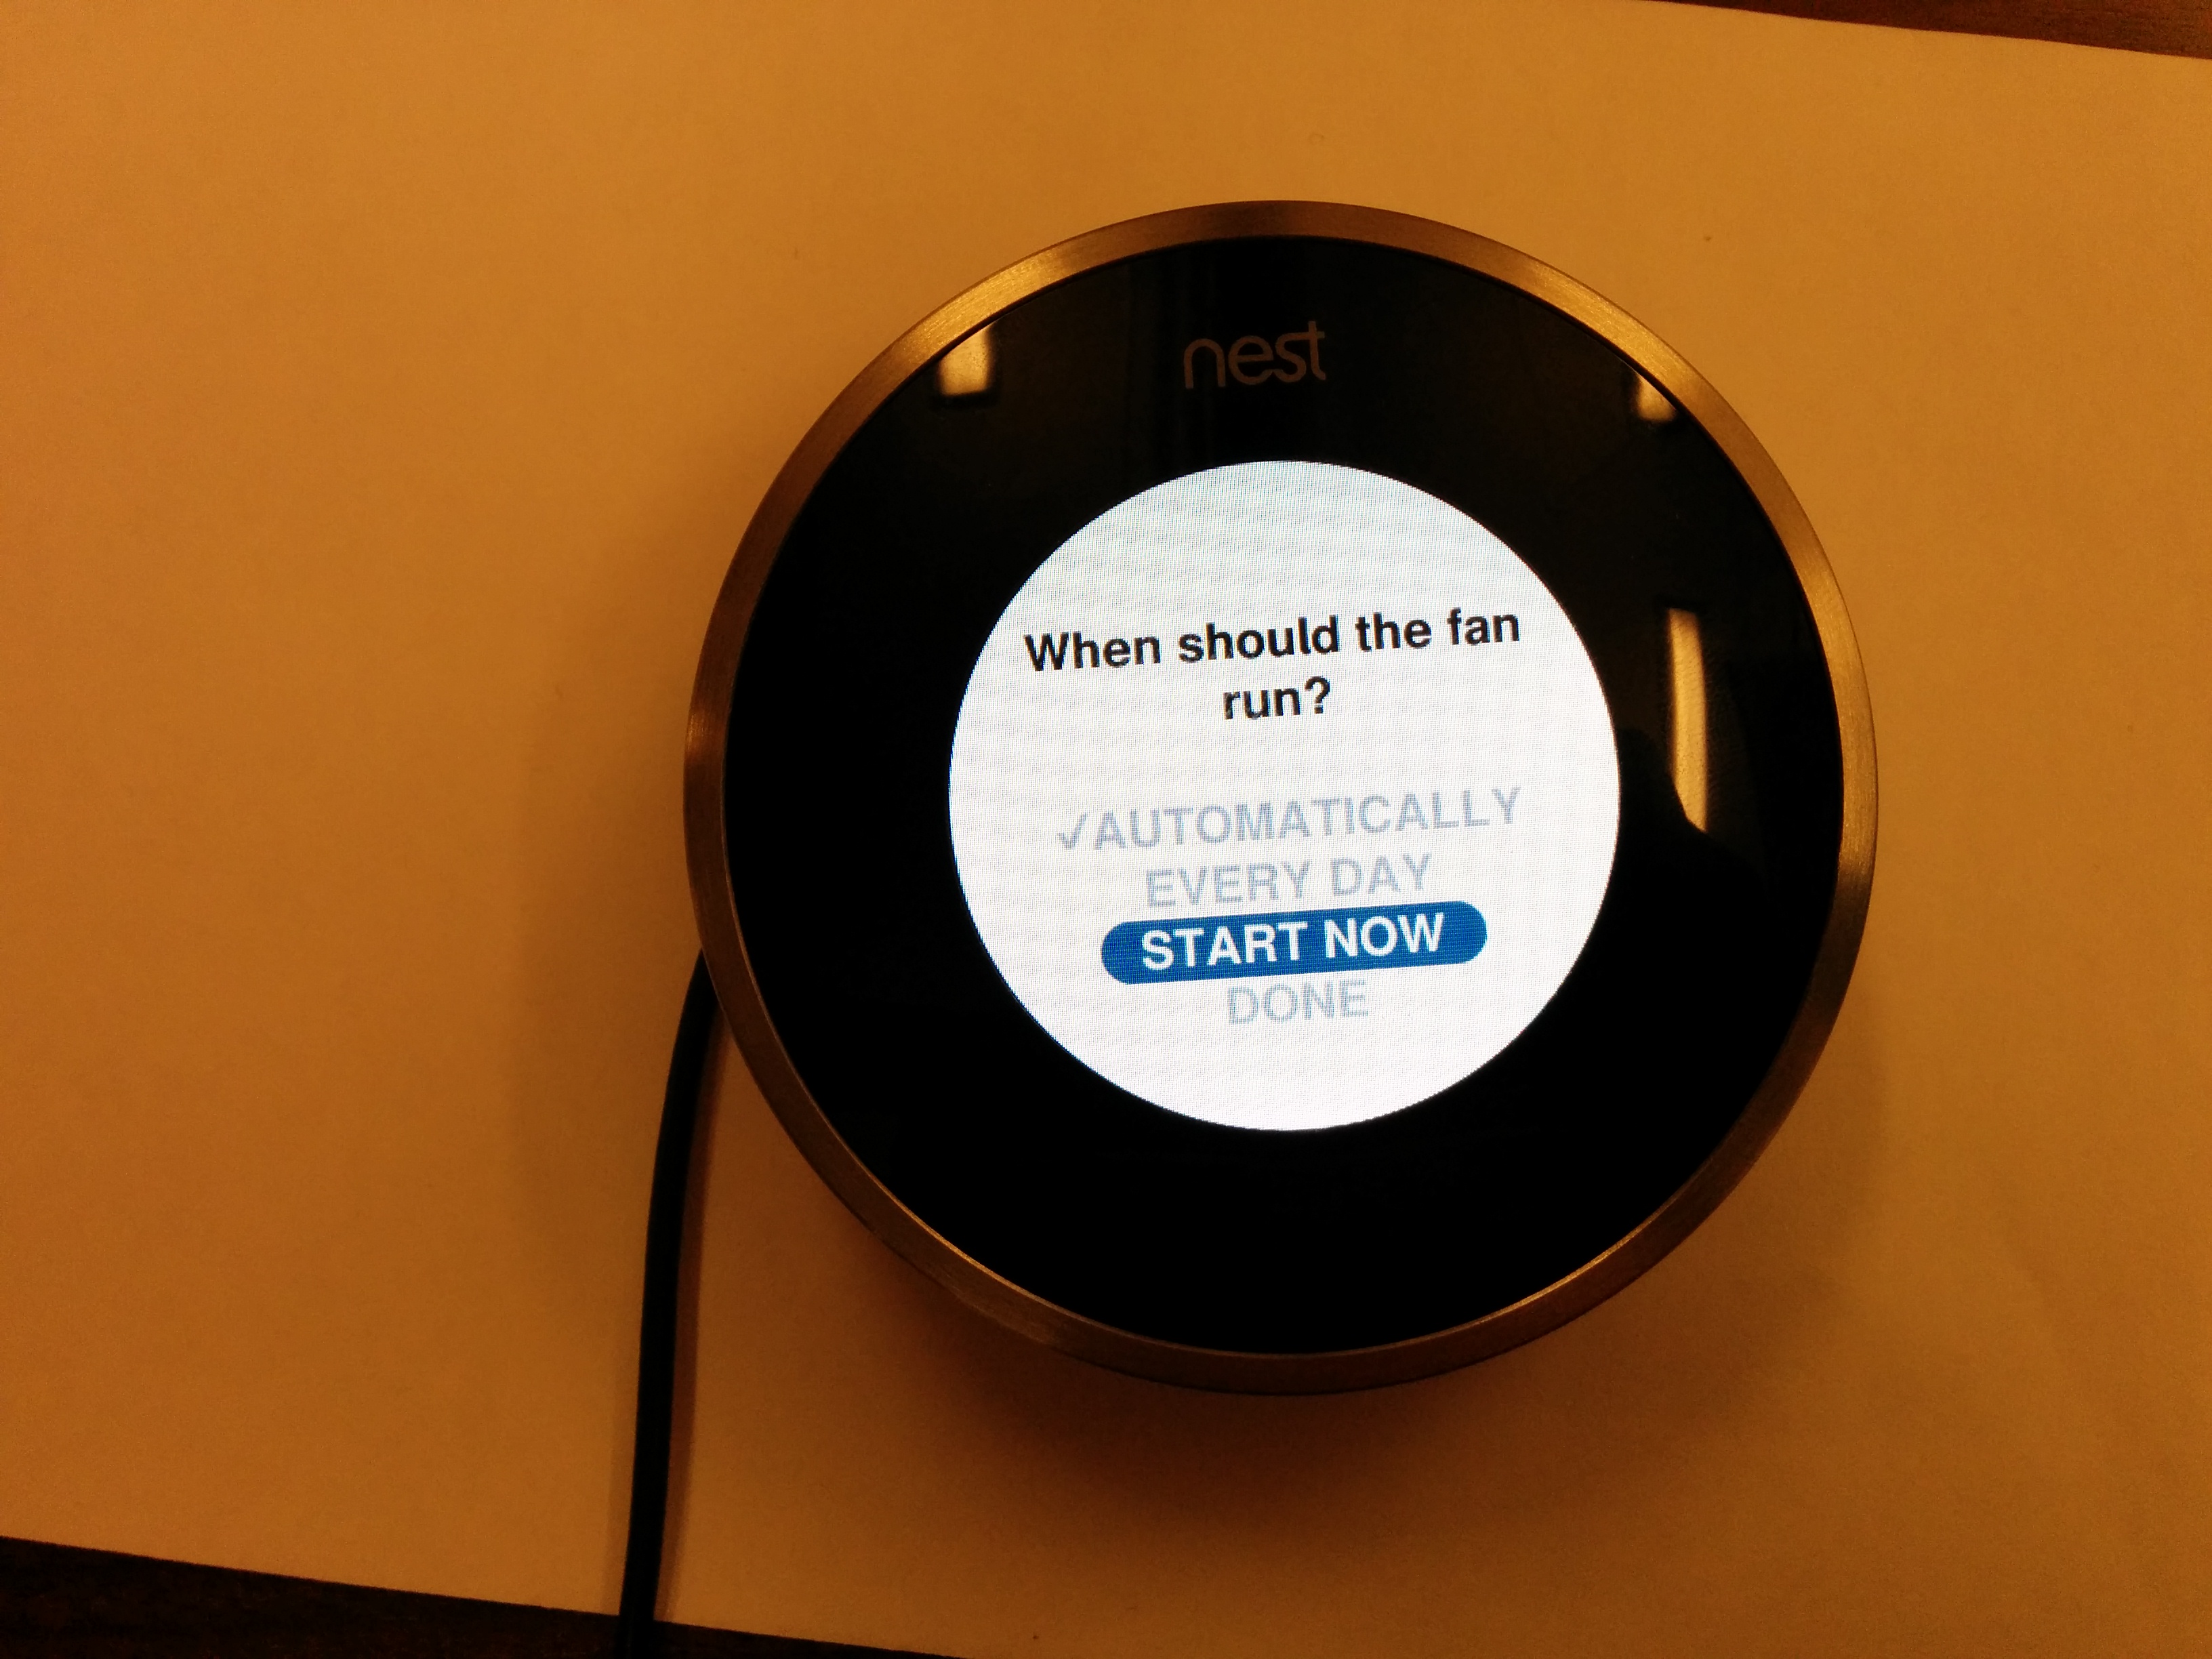 nest
When should the fan
run?
✓AUTOMATICALLY
EVERY DAY
START NOW
DONE